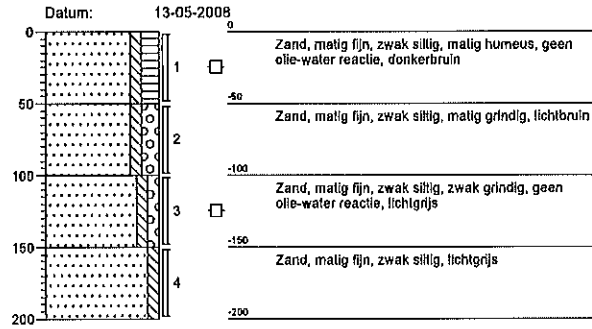 Datum: 13-05-2008
0
0
Zand, matig fijn, zwak siltig, matig humeus, geen
olie-water reactie, donkerbruin
1
50
-50
Zand, matig fijn, zwak siltig, matig grindig, lichtbruin
2
100
-100
Zand, matig fijn, zwak siltig, zwak grindig, geen
olie-water reactie, lichtgrijs
3
150
-150
Zand, matig fijn, zwak siltig, lichtgrijs
4
200
-200